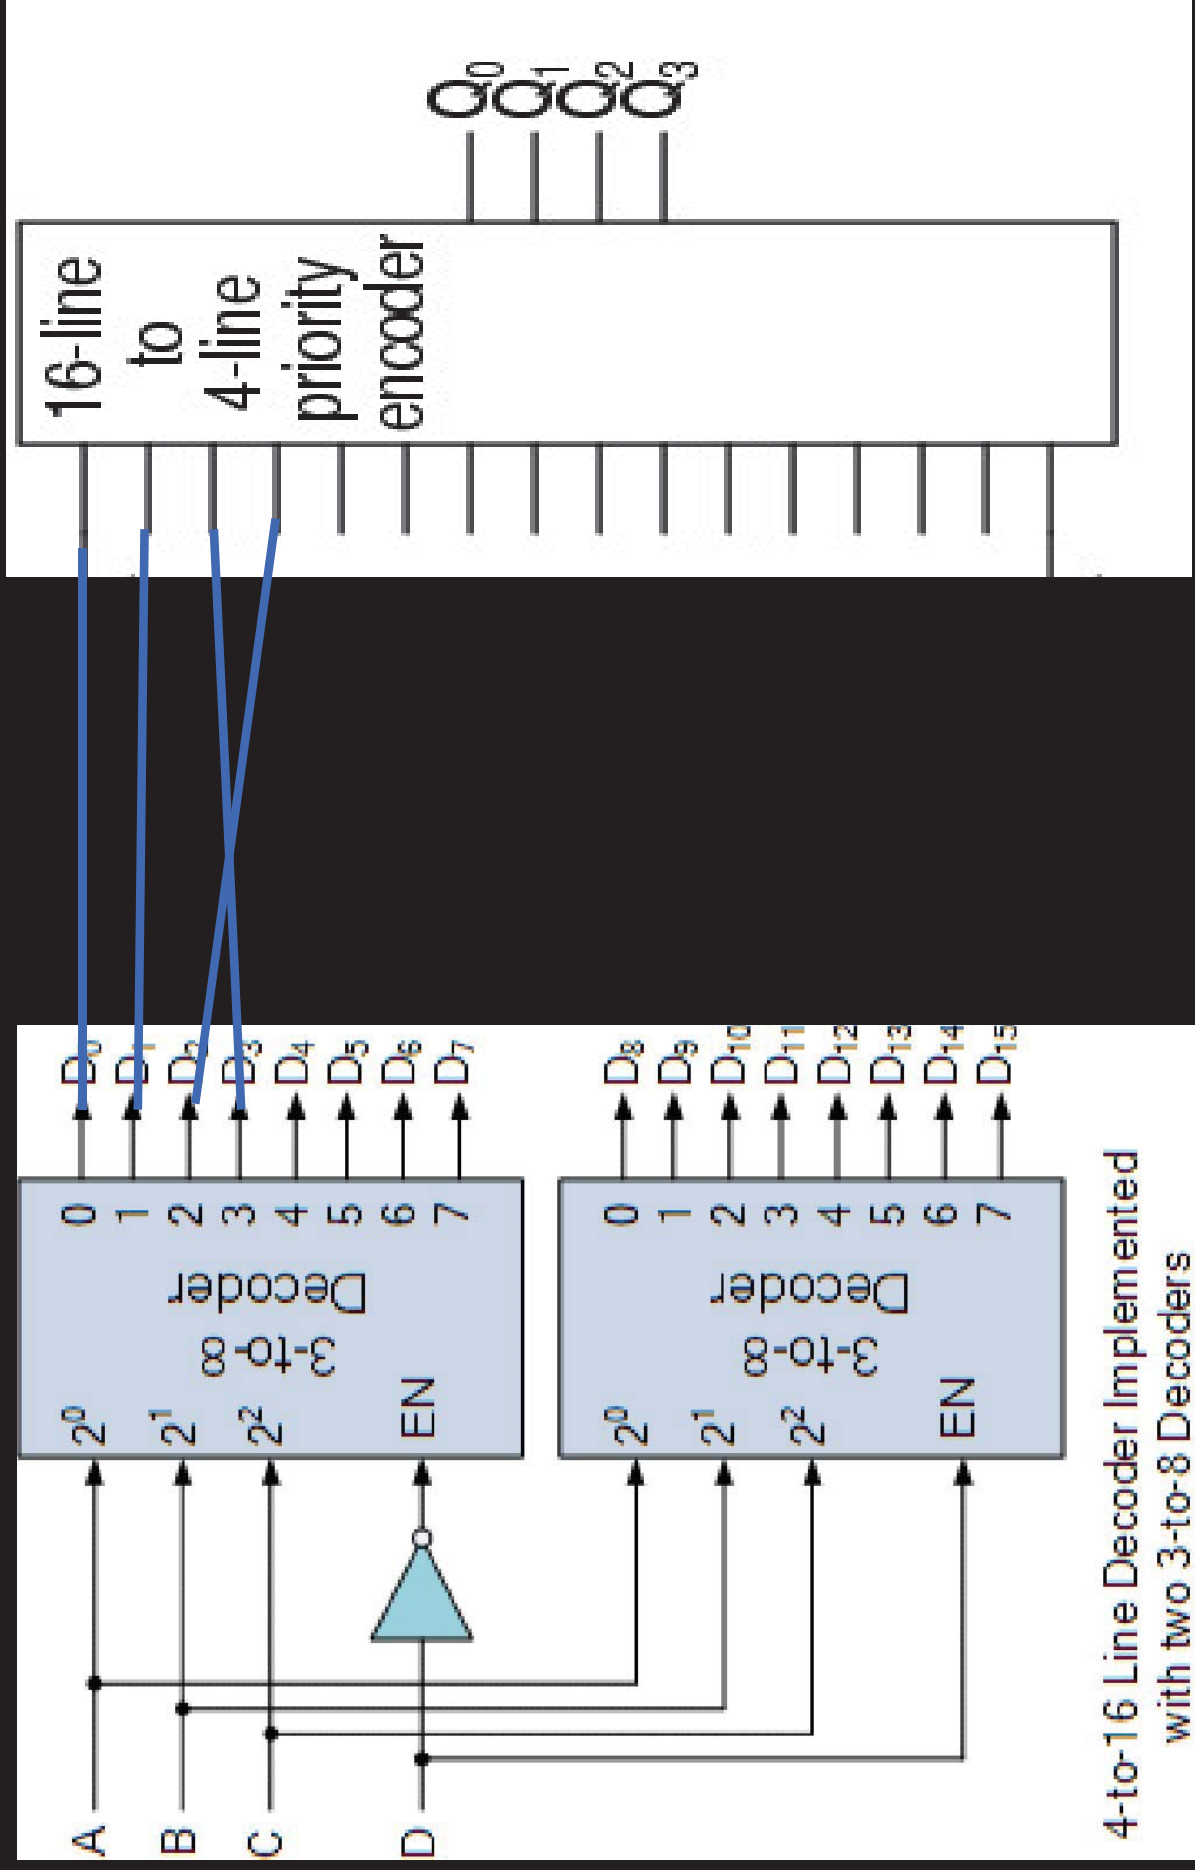 16-line
to
4-line
priority
encoder
Q0
Q1
Q2
Q3
D0
D1
D2
D3
D4
D5
D6
D7
D8
D9
D10
D11
D12
D13
D14
D15
0
1
2
3
4
5
6
7
3-to-8
Decoder
2^0
2^1
2^2
EN
0
1
2
3
4
5
6
7
3-to-8
Decoder
2^0
2^1
2^2
EN
A
B
C
D
4-to-16 Line Decoder Implemented
with two 3-to-8 Decoders